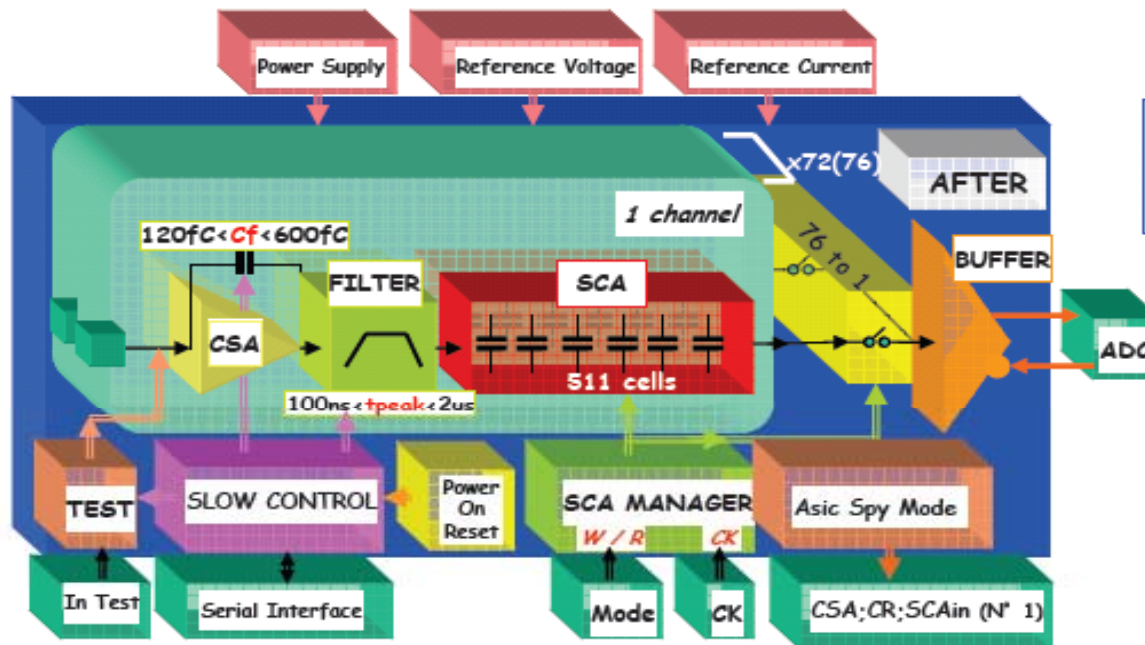 Power Supply
Reference Voltage
Reference Current
x72(76)
AFTER
1 channel
120fC<Cf<600fC
76 to 1
BUFFER
FILTER
SCA
CSA
ADC
511 cells
100ns<tpeak<2us
TEST
SLOW CONTROL
Power
On
Reset
SCA MANAGER
W / R
CK
Asic Spy Mode
In Test
Serial Interface
Mode
CK
CSA;CR;SCAin (N° 1)